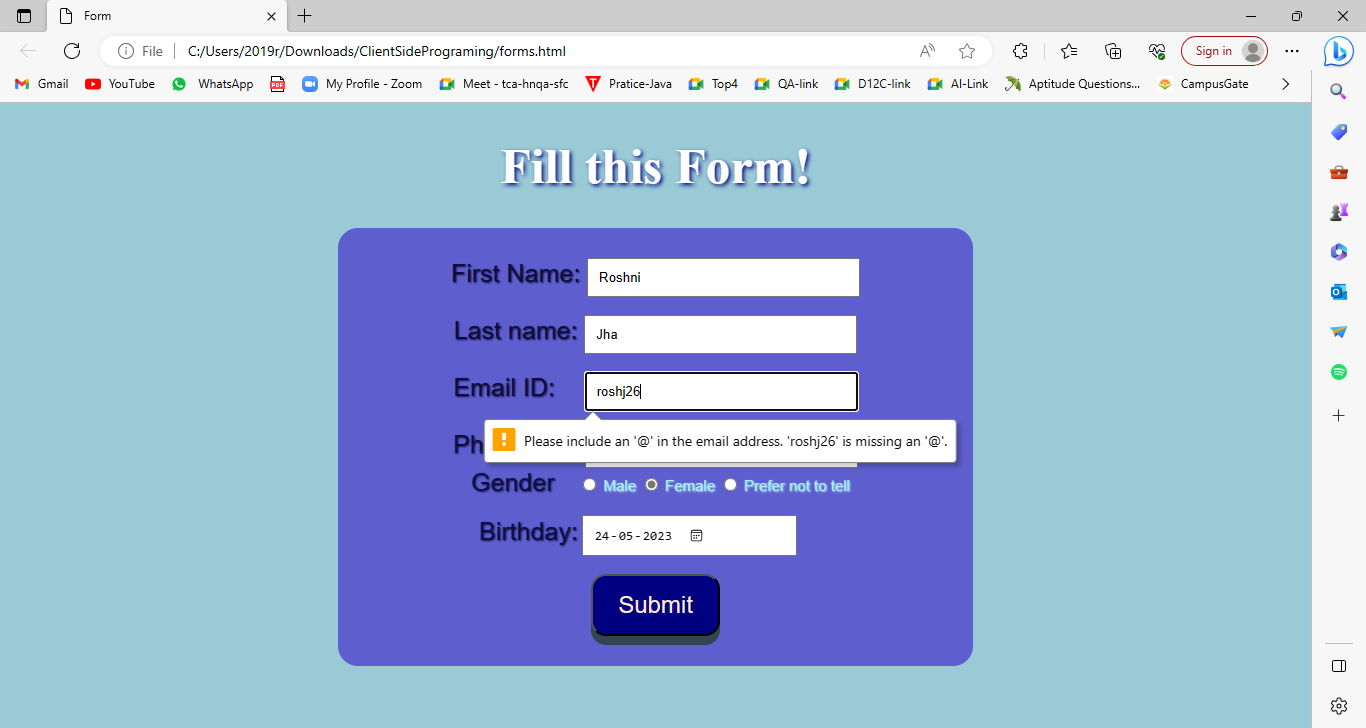 Form
File C:/Users/2019r/Downloads/ClientSidePrograming/forms.html Sign in
Gmail YouTube WhatsApp PDF My Profile - Zoom Meet - tca-hnqa-sfc Pratice-Java Top4 QA-link D12C-link AI-Link Aptitude Questions... CampusGate
Fill this Form!
First Name: Roshni
Last name: Jha
Email ID: roshj26
Please include an '@' in the email address. 'roshj26' is missing an '@'.
Ph
Gender Male Female Prefer not to tell
Birthday: 24-05-2023
Submit